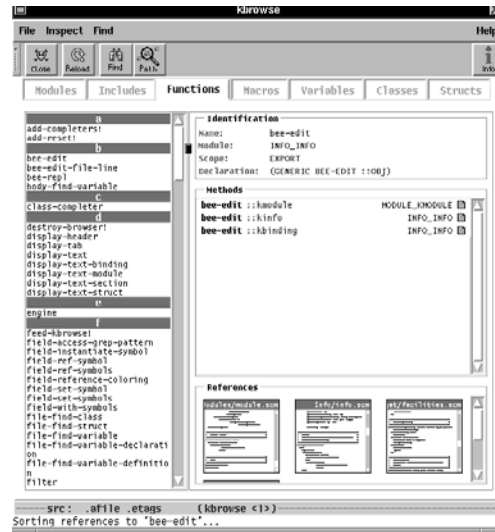 kbrowse
File Inspect Find Help
Close Reload Find Path Info
Modules Includes Functions Macros Variables Classes Structs
a
add-completers!
add-reset!
b
bee-edit
bee-edit-file-line
bee-repl
body-find-variable
c
class-completer
d
destroy-browser!
display-header
display-tab
display-text
display-text-binding
display-text-module
display-text-section
display-text-struct
e
engine
f
feed-kbrowse!
field-access-grep-pattern
field-instantiate-symbol
field-ref-symbol
field-ref-symbols
field-reference-coloring
field-set-symbol
field-set-symbols
field-with-symbols
file-find-class
file-find-struct
file-find-variable
file-find-variable-declarati
on
file-find-variable-definitio
n
filter
Identification
Name: bee-edit
Module: INFO_INFO
Scope: EXPORT
Declaration: (GENERIC BEE-EDIT ::OBJ)
Methods
bee-edit ::kmodule MODULE_KMODULE
bee-edit ::kinfo INFO_INFO
bee-edit ::kbinding INFO_INFO
References
odules/module.scm Info/info.scm et/facilities.scm
src: .afile .etags (kbrowse <1>)
Sorting references to "bee-edit"...